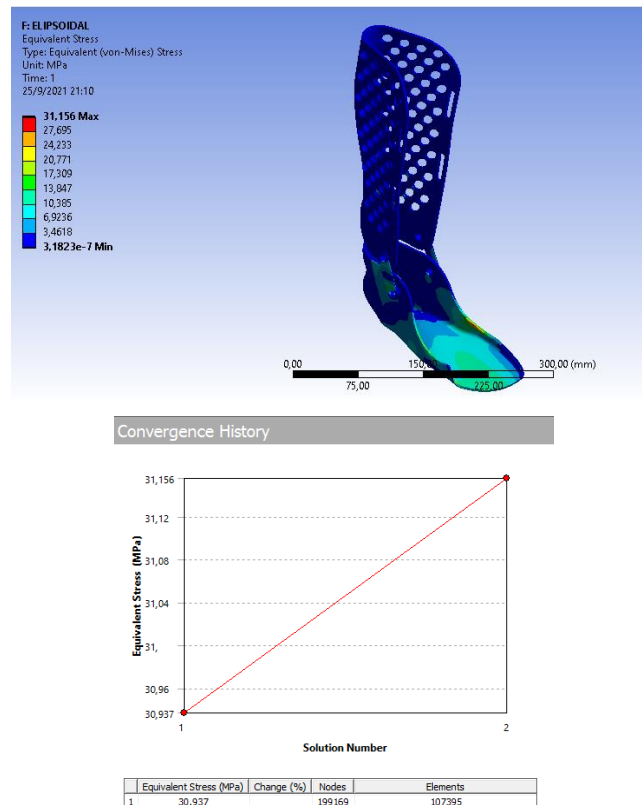 F: ELIPSOIDAL
Equivalent Stress
Type: Equivalent (von-Mises) Stress
Unit: MPa
Time: 1
25/9/2021 21:10
31,156 Max
27,695
24,233
20,771
17,309
13,847
10,385
6,9236
3,4618
3,1823e-7 Min
0,00 150,00 300,00 (mm)
75,00 225,00
Convergence History
Equivalent Stress (MPa)
31,156
31,12
31,08
31,04
31,
30,96
30,937
1 2
Solution Number
Equivalent Stress (MPa) Change (%) Nodes Elements
1 30,937 199169 107395